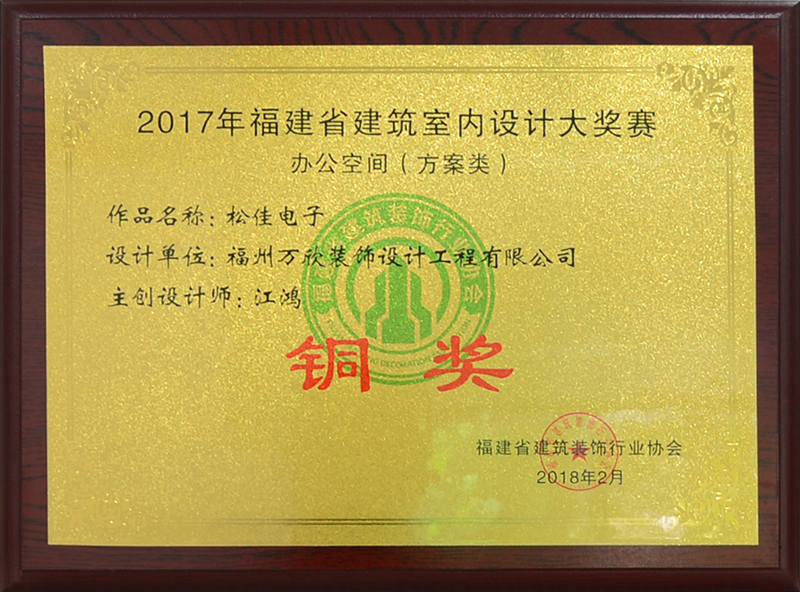 2017年福建省建筑室内设计大奖赛
办公空间（方案类）
作品名称：松佳电子
设计单位：福州万欣装饰设计工程有限公司
主创设计师：江鸿
铜奖
福建省建筑装饰行业协会
2018年2月